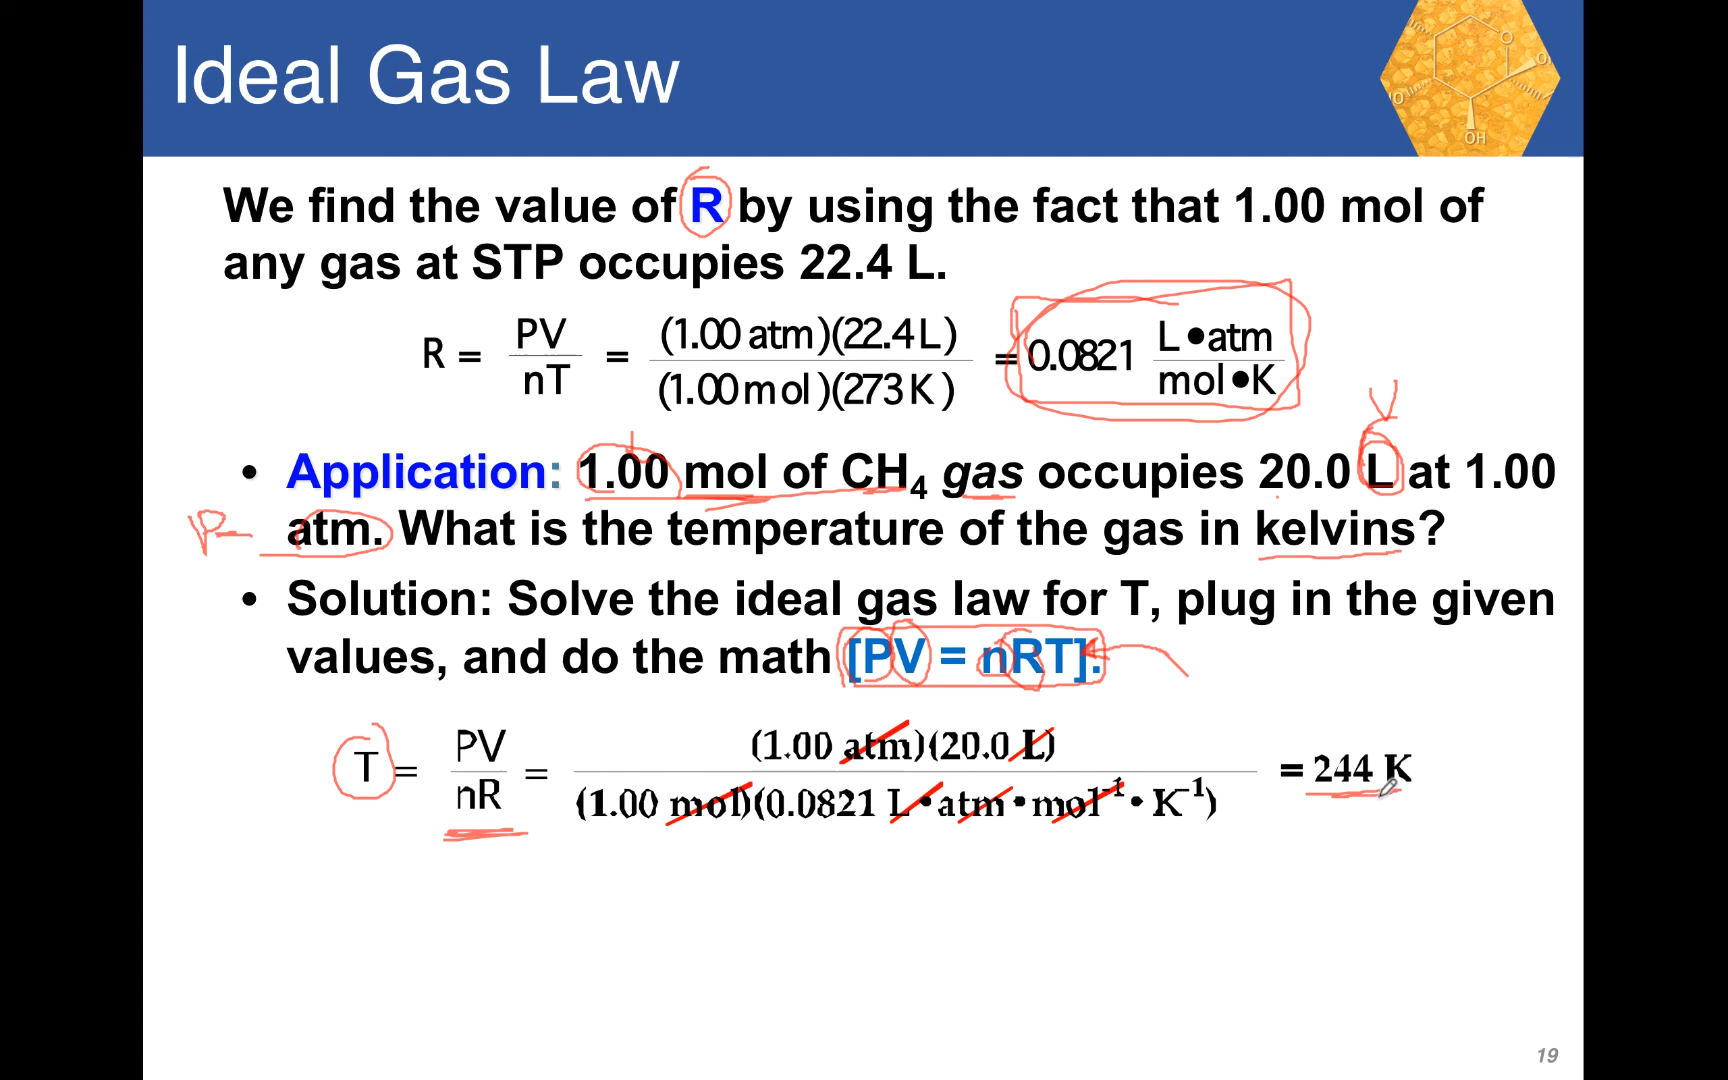 Ideal Gas Law
O
OH
HO
OH
We find the value of R by using the fact that 1.00 mol of
any gas at STP occupies 22.4 L.
R = PV / nT = (1.00 atm)(22.4 L) / (1.00 mol)(273 K) = 0.0821 L•atm / mol•K
V
• Application: 1.00 mol of CH₄ gas occupies 20.0 L at 1.00
P atm. What is the temperature of the gas in kelvins?
• Solution: Solve the ideal gas law for T, plug in the given
values, and do the math [PV = nRT].
T = PV / nR = (1.00 atm)(20.0 L) / (1.00 mol)(0.0821 L•atm•mol⁻¹•K⁻¹) = 244 K
19